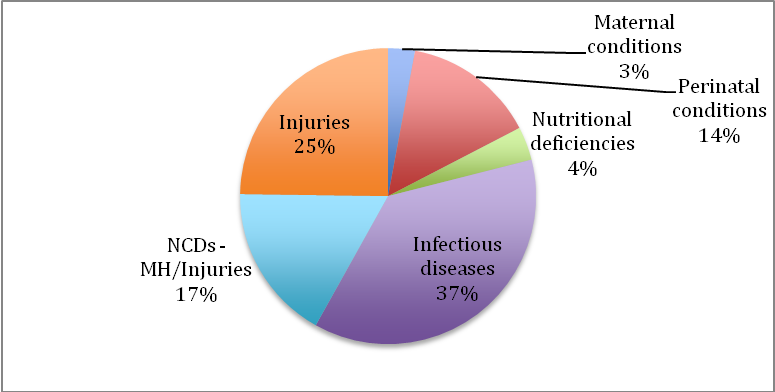 Maternal
conditions
3%
Perinatal
conditions
14%
Nutritional
deficiencies
4%
Infectious
diseases
37%
NCDs -
MH/Injuries
17%
Injuries
25%